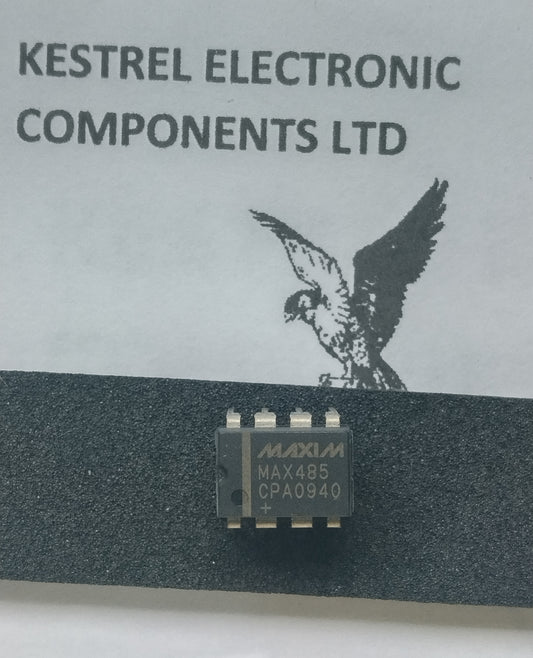 KESTREL ELECTRONIC
COMPONENTS LTD
MAXIM
MAX485
CPA0940
+